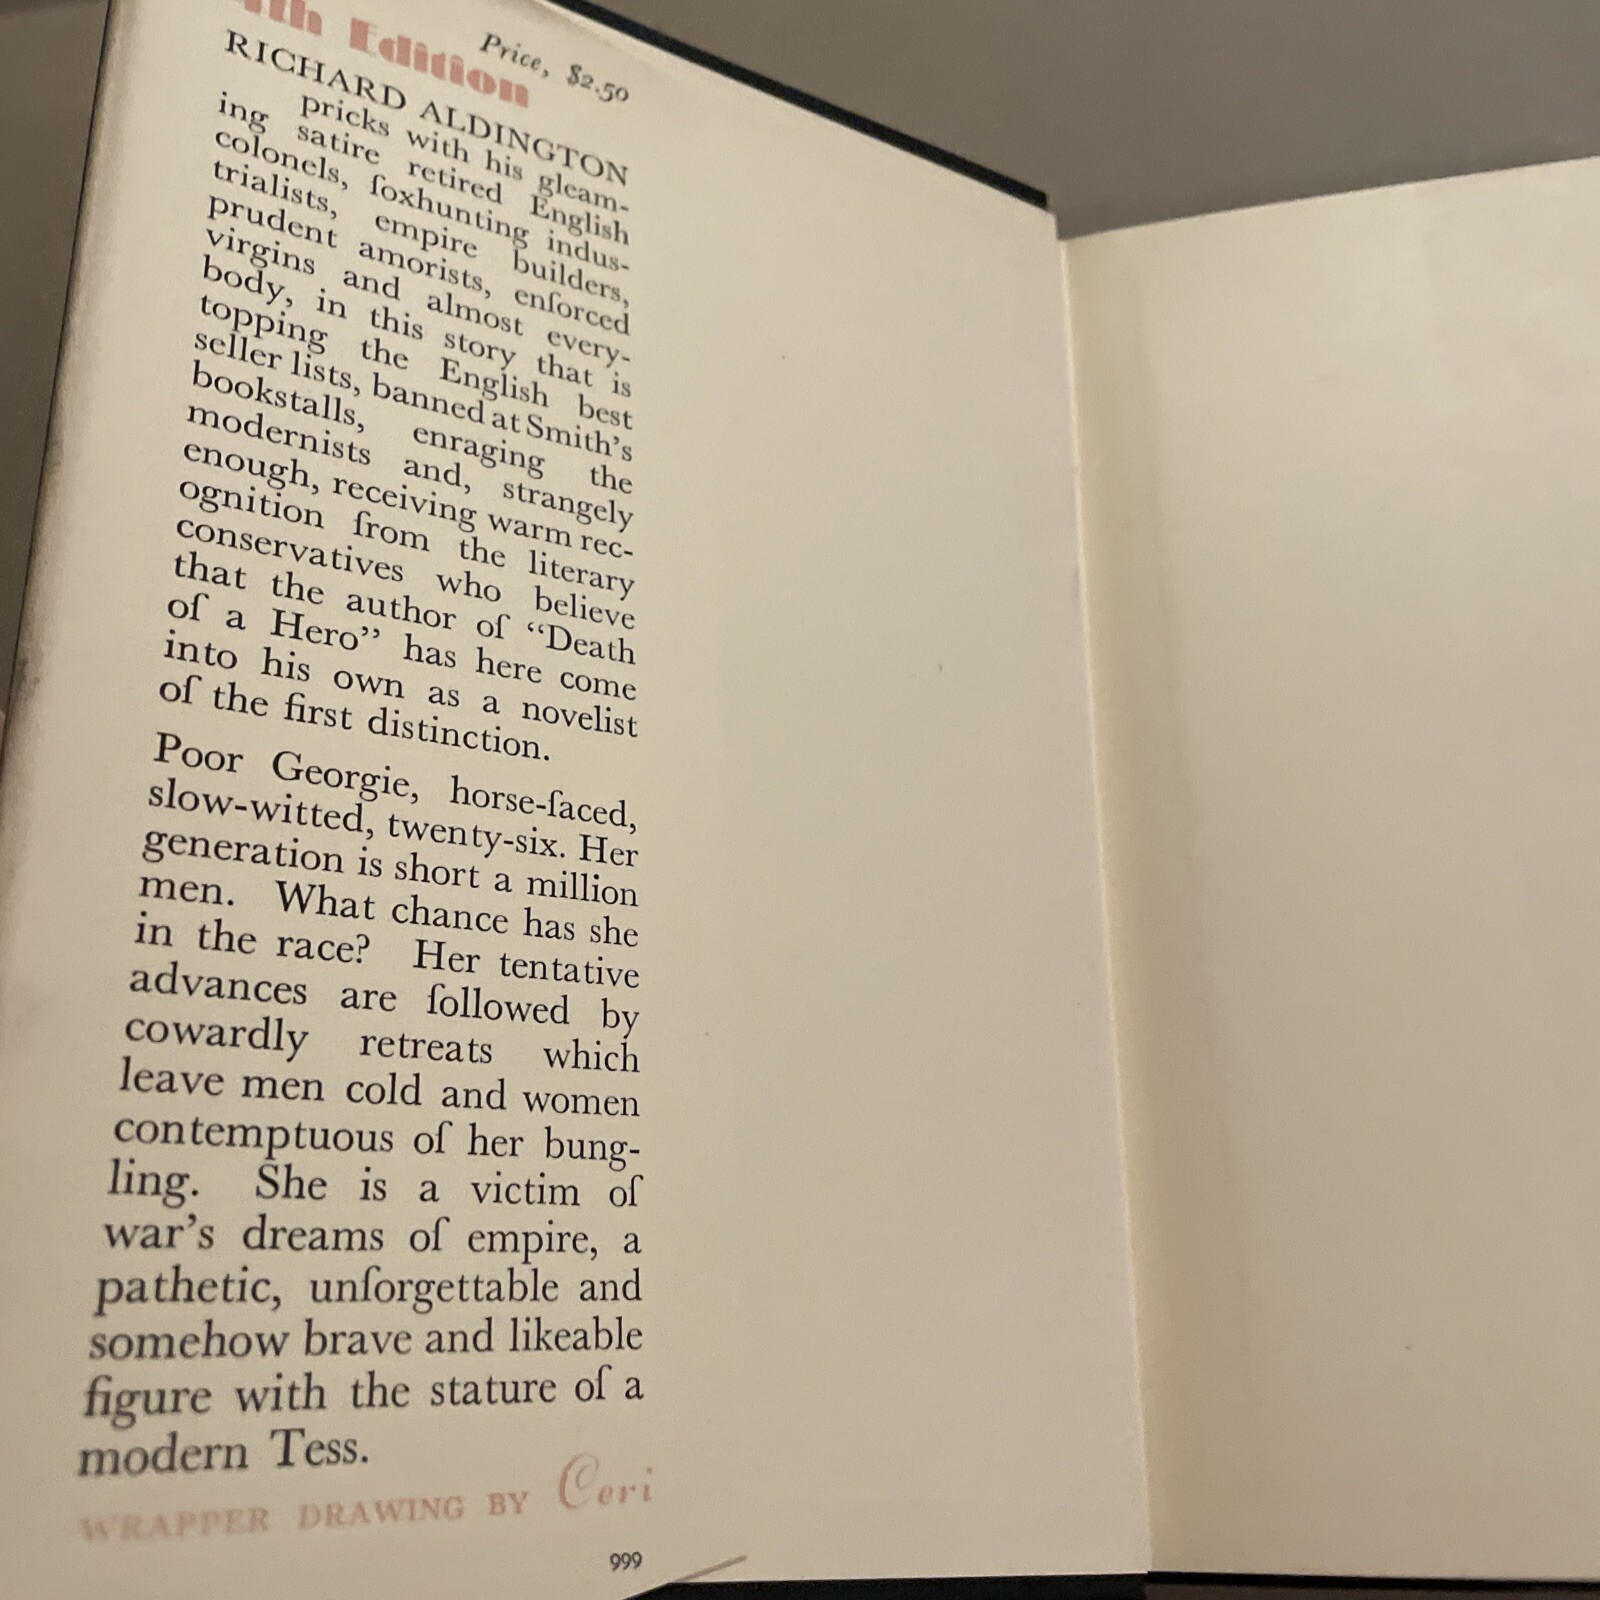 Edition
Price, $2.50
RICHARD ALDINGTON
pricks with his gleam-
ing satire retired English
colonels, foxhunting indus-
trialists, empire builders,
prudent amorists, enforced
virgins and almost every-
body, in this story that is
topping the English best
seller lists, banned at Smith's
bookstalls, enraging the
modernists and, strangely
enough, receiving warm rec-
ognition from the literary
conservatives who believe
that the author of "Death
of a Hero" has here come
into his own as a novelist
of the first distinction.
Poor Georgie, horse-faced,
slow-witted, twenty-six. Her
generation is short a million
men. What chance has she
in the race? Her tentative
advances are followed by
cowardly retreats which
leave men cold and women
contemptuous of her bung-
ling. She is a victim of
war's dreams of empire, a
pathetic, unforgettable and
somehow brave and likeable
figure with the stature of a
modern Tess.
WRAPPER DRAWING BY Ceri
999